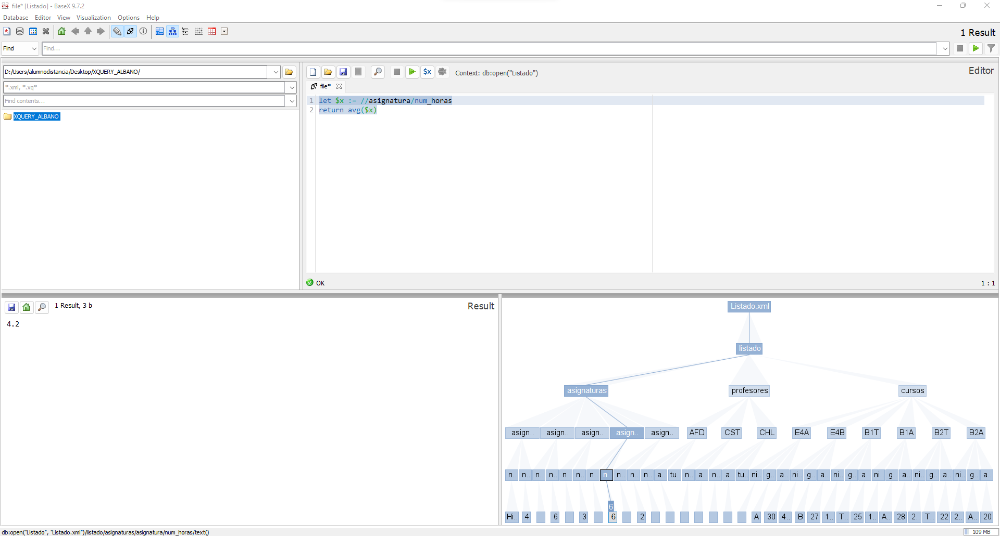 file* [Listado] - BaseX 9.7.2
Database Editor View Visualization Options Help
1 Result
Find Find...
D:/Users/alumnodistancia/Desktop/XQUERY_ALBANO/
*.xml, *.xq*
Find contents...
XQUERY_ALBANO
$x Context: db:open("Listado")
Editor
file*
1 let $x := //asignatura/num_horas
2 return avg($x)
OK 1 : 1
1 Result, 3 b
Result
4.2
Listado.xml
listado
asignaturas profesores cursos
asign.. asign.. asign.. asign.. asign.. AFD CST CHL E4A E4B B1T B1A B2T B2A
n.. n.. n.. n.. n.. n.. n.. n.. n.. n.. n.. a.. tu.. n.. a.. n.. a.. tu.. ni.. g.. a.. ni.. g.. a.. ni.. g.. a.. ni.. g.. a.. ni.. g.. a.. ni.. g.. a..
6
Hi.. 4 6 3 6 2 A 30 4.. B 27 1.. T.. 25 1.. A.. 28 2.. T.. 22 2.. A.. 20
db:open("Listado", "Listado.xml")/listado/asignaturas/asignatura/num_horas/text()
109 MB